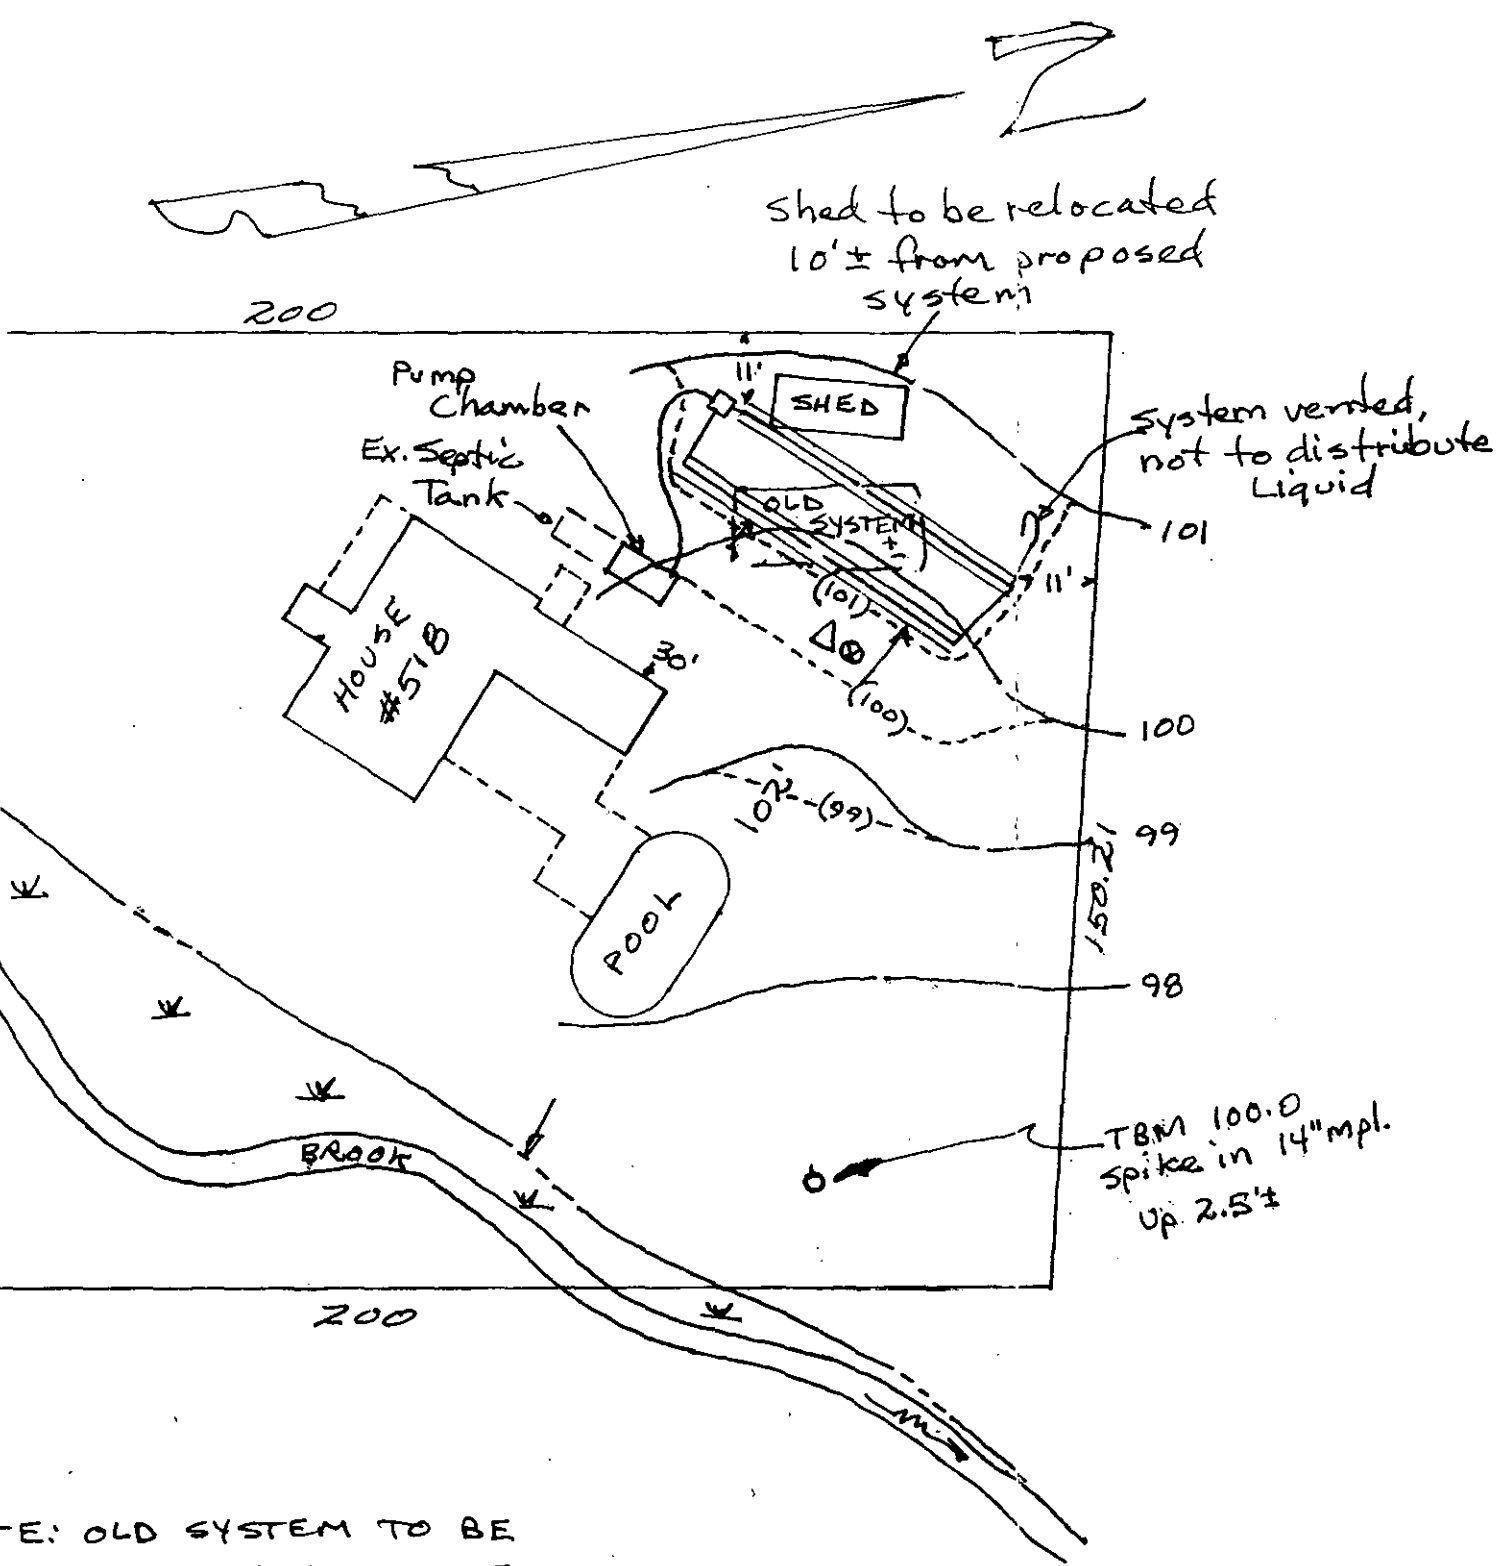 Z
Shed to be relocated
10'± from proposed
system
200
Pump
Chamber
Ex. Septic
Tank
11'
SHED
System vented,
not to distribute
Liquid
OLD
SYSTEM
101
11'
(101)
HOUSE
#518
30'
(100)
100
102'
(99)
99
150.21
POOL
98
BROOK
TBM 100.0
spike in 14" mpl.
up 2.5'±
200
TE: OLD SYSTEM TO BE